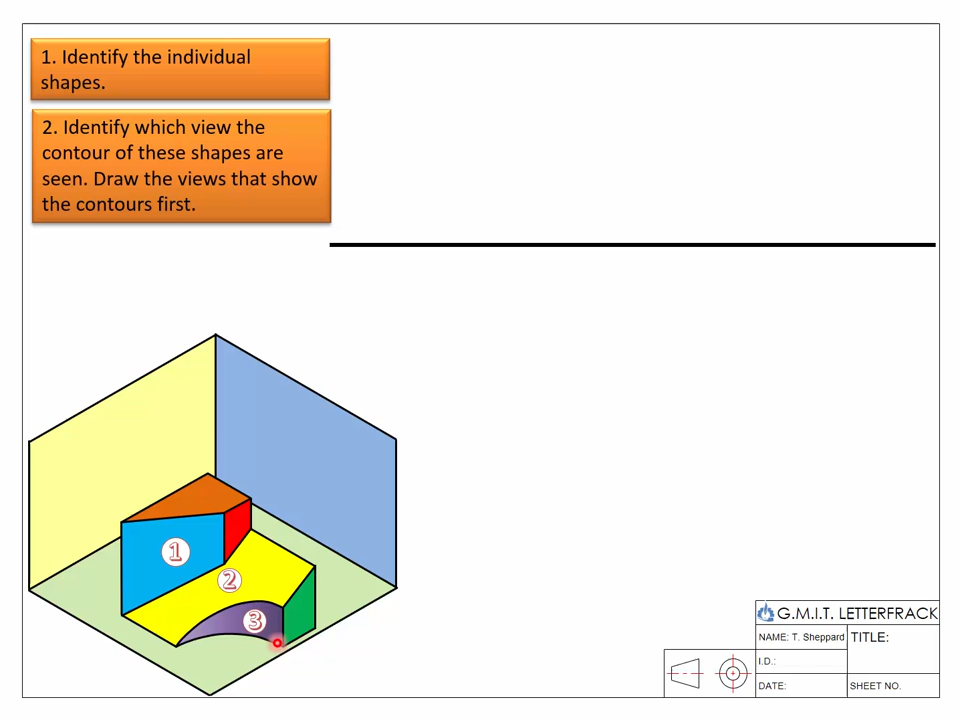 1. Identify the individual
shapes.
2. Identify which view the
contour of these shapes are
seen. Draw the views that show
the contours first.
1
2
3
G.M.I.T. LETTERFRACK
NAME: T. Sheppard
TITLE:
I.D.:
DATE:
SHEET NO.